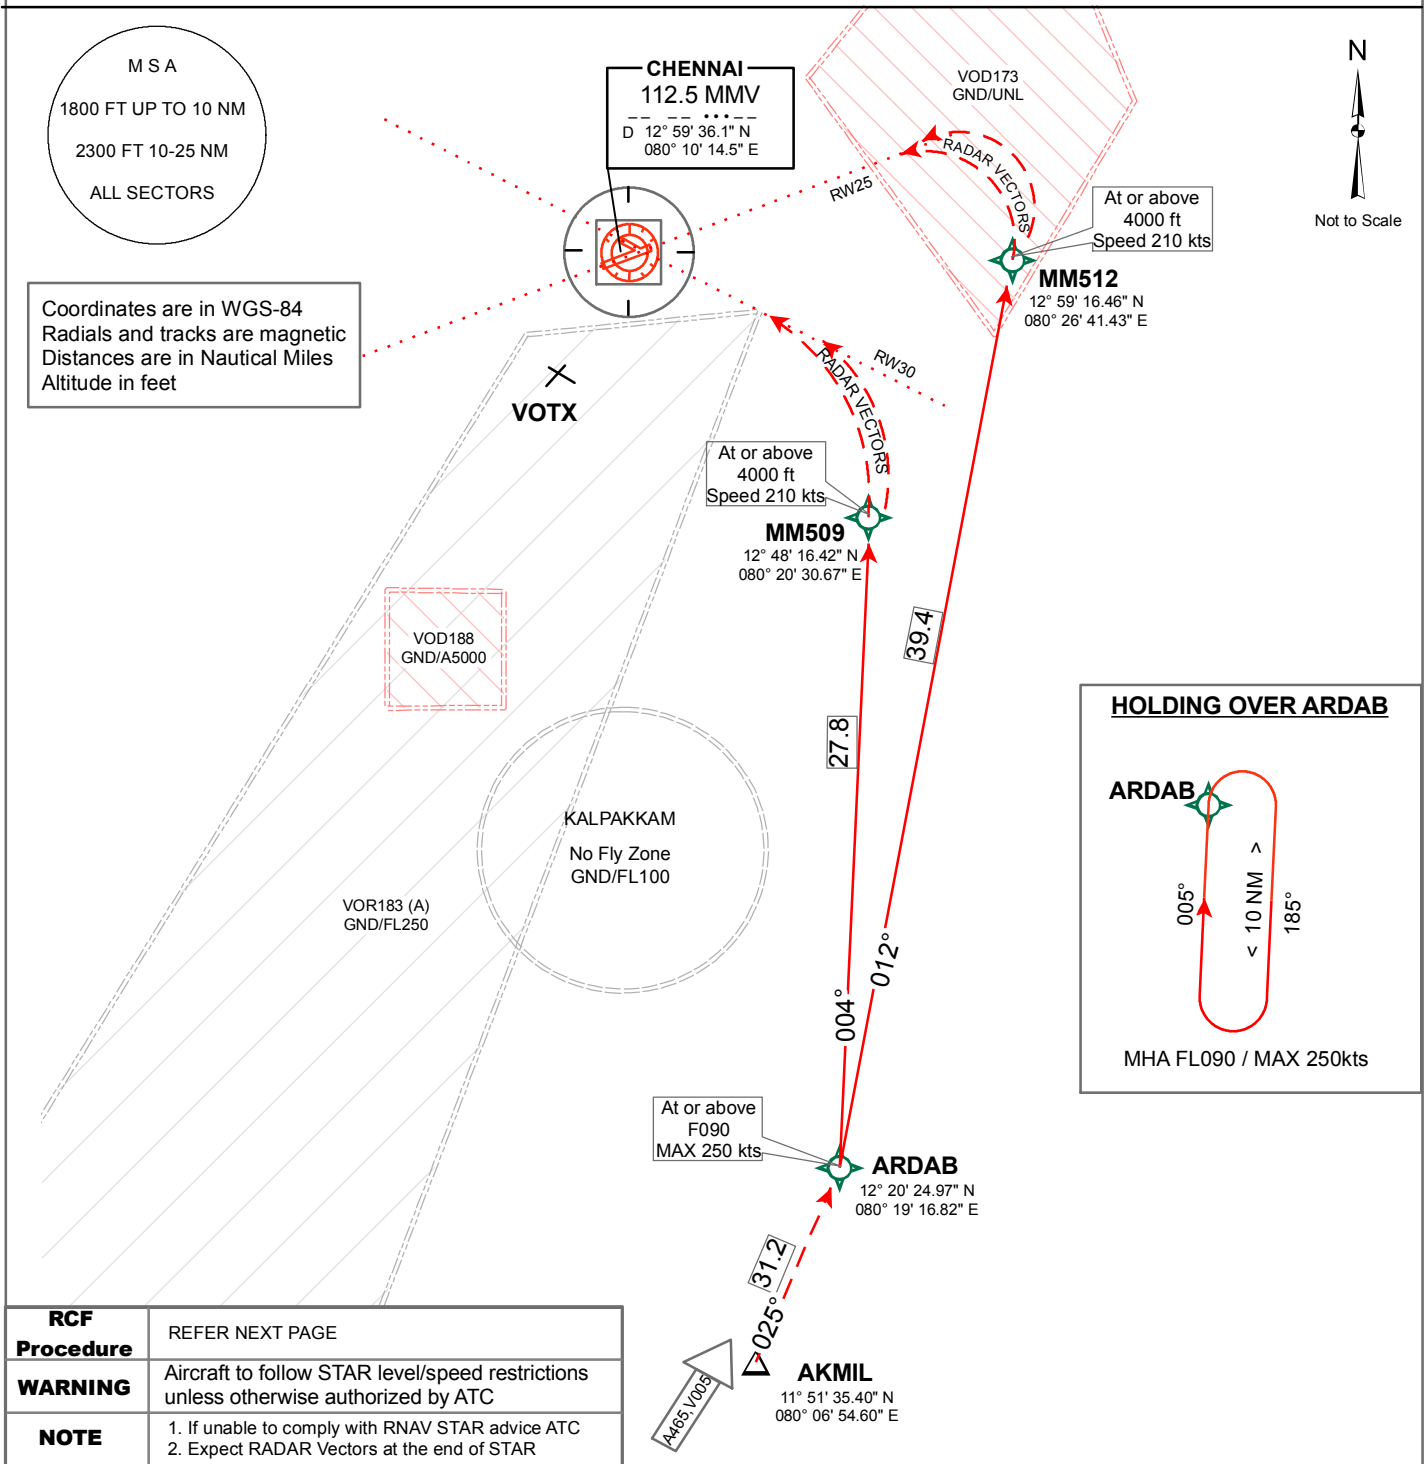 M S A
1800 FT UP TO 10 NM
2300 FT 10-25 NM
ALL SECTORS
CHENNAI
112.5 MMV
D 12° 59' 36.1" N
080° 10' 14.5" E
VOD173
GND/UNL
N
Not to Scale
RADAR VECTORS
RW25
At or above
4000 ft
Speed 210 kts
MM512
12° 59' 16.46" N
080° 26' 41.43" E
Coordinates are in WGS-84
Radials and tracks are magnetic
Distances are in Nautical Miles
Altitude in feet
RW30
RADAR VECTORS
VOTX
At or above
4000 ft
Speed 210 kts
MM509
12° 48' 16.42" N
080° 20' 30.67" E
VOD188
GND/A5000
39.4
27.8
KALPAKKAM
No Fly Zone
GND/FL100
VOR183 (A)
GND/FL250
012°
004°
HOLDING OVER ARDAB
ARDAB
005°
< 10 NM >
185°
MHA FL090 / MAX 250kts
At or above
F090
MAX 250 kts
ARDAB
12° 20' 24.97" N
080° 19' 16.82" E
31.2
025°
A465,V005
AKMIL
11° 51' 35.40" N
080° 06' 54.60" E
RCF
Procedure
REFER NEXT PAGE
WARNING
Aircraft to follow STAR level/speed restrictions
unless otherwise authorized by ATC
NOTE
1. If unable to comply with RNAV STAR advice ATC
2. Expect RADAR Vectors at the end of STAR